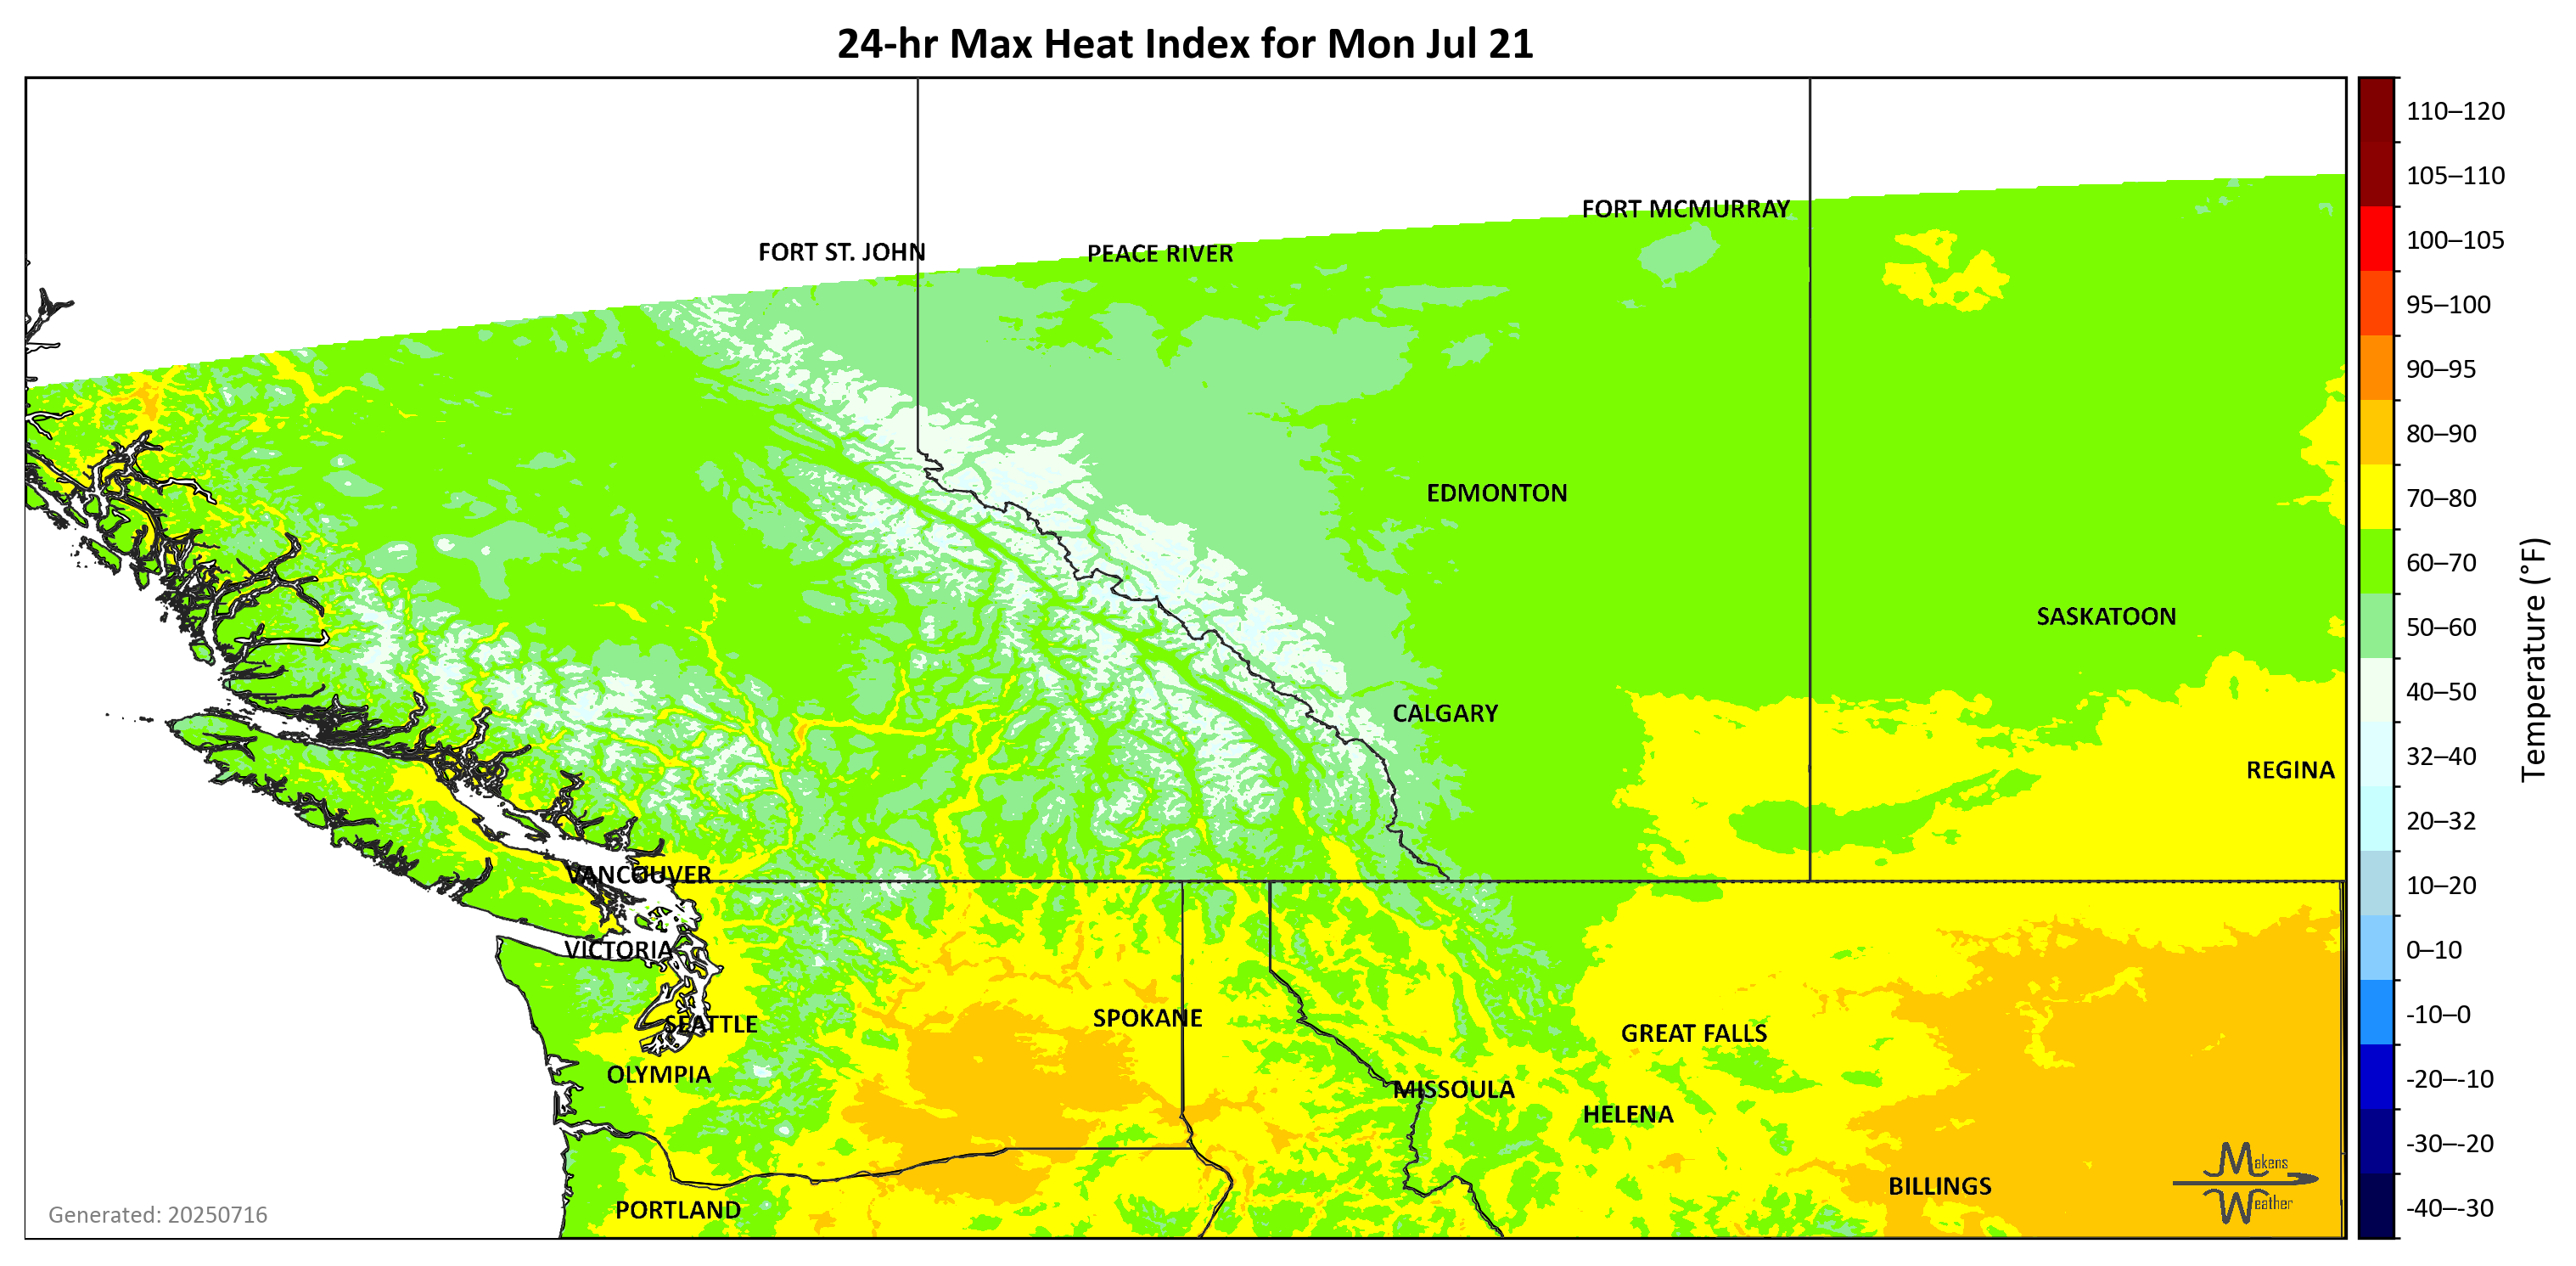 24-hr Max Heat Index for Mon Jul 21
110–120
105–110
FORT MCMURRAY
100–105
FORT ST. JOHN
PEACE RIVER
95–100
90–95
80–90
EDMONTON
70–80
60–70
SASKATOON
50–60
Temperature (°F)
40–50
CALGARY
32–40
REGINA
20–32
VANCOUVER
10–20
VICTORIA
0–10
SEATTLE
SPOKANE
GREAT FALLS
-10–0
OLYMPIA
MISSOULA
-20–-10
HELENA
-30–-20
Makens
Weather
BILLINGS
PORTLAND
-40–-30
Generated: 20250716